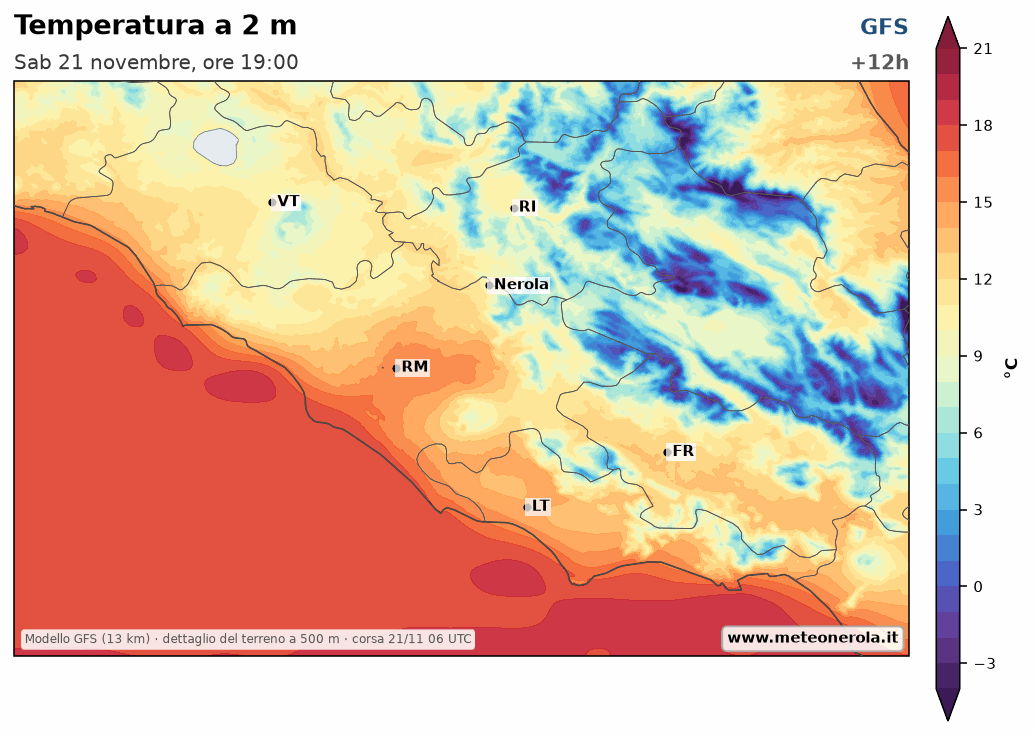 Temperatura a 2 m
GFS
Sab 21 novembre, ore 19:00
+12h
VT
RI
Nerola
RM
FR
LT
Modello GFS (13 km) · dettaglio del terreno a 500 m · corsa 21/11 06 UTC
www.meteonerola.it
21
18
15
12
9
6
3
0
−3
°C